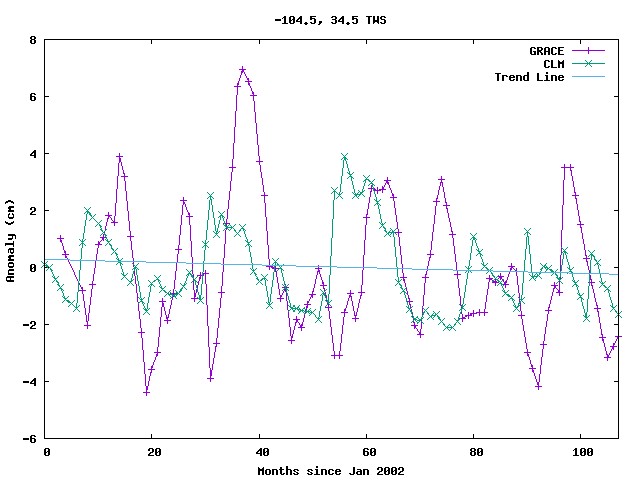 -104.5, 34.5 TWS
GRACE
CLM
Trend Line
8
6
4
2
0
-2
-4
-6
Anomaly (cm)
0 20 40 60 80 100
Months since Jan 2002